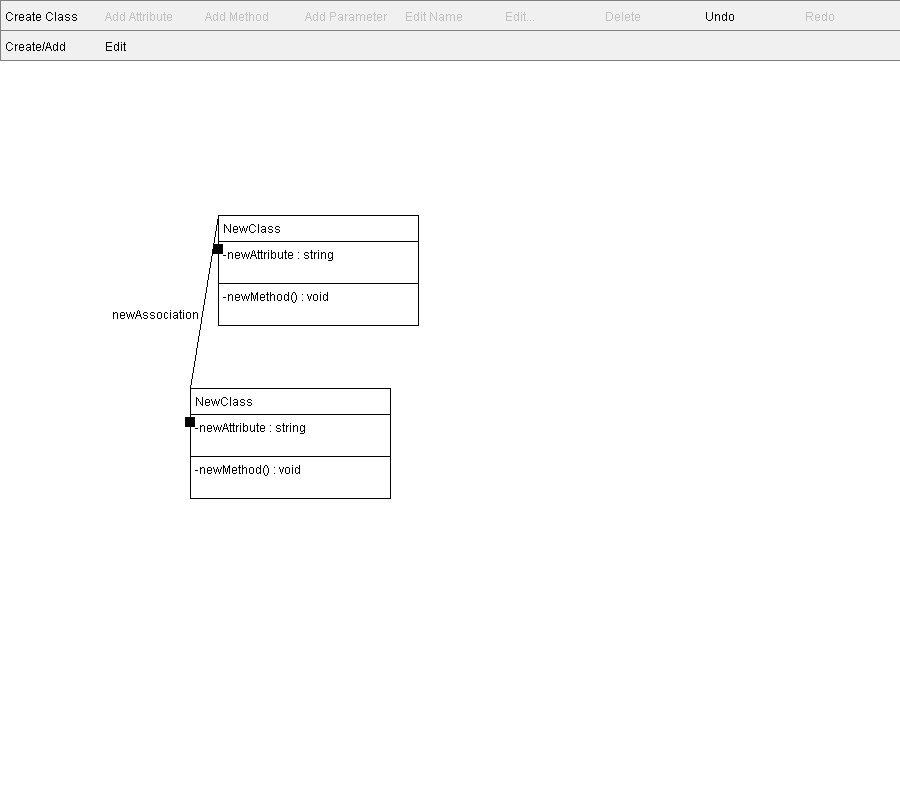 Create Class Add Attribute Add Method Add Parameter Edit Name Edit... Delete Undo Redo
Create/Add Edit
NewClass
-newAttribute : string
-newMethod() : void
newAssociation
NewClass
-newAttribute : string
-newMethod() : void